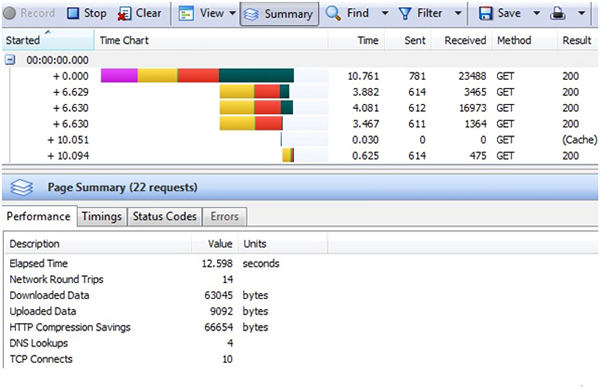 Record Stop Clear View Summary Find Filter Save
Started Time Chart Time Sent Received Method Result
00:00:00.000
+ 0.000 10.761 781 23488 GET 200
+ 6.629 3.882 614 3465 GET 200
+ 6.630 4.081 612 16973 GET 200
+ 6.630 3.467 611 1364 GET 200
+ 10.051 0.030 0 0 GET (Cache)
+ 10.094 0.625 614 475 GET 200
Page Summary (22 requests)
Performance Timings Status Codes Errors
Description Value Units
Elapsed Time 12.598 seconds
Network Round Trips 14
Downloaded Data 63045 bytes
Uploaded Data 9092 bytes
HTTP Compression Savings 66654 bytes
DNS Lookups 4
TCP Connects 10